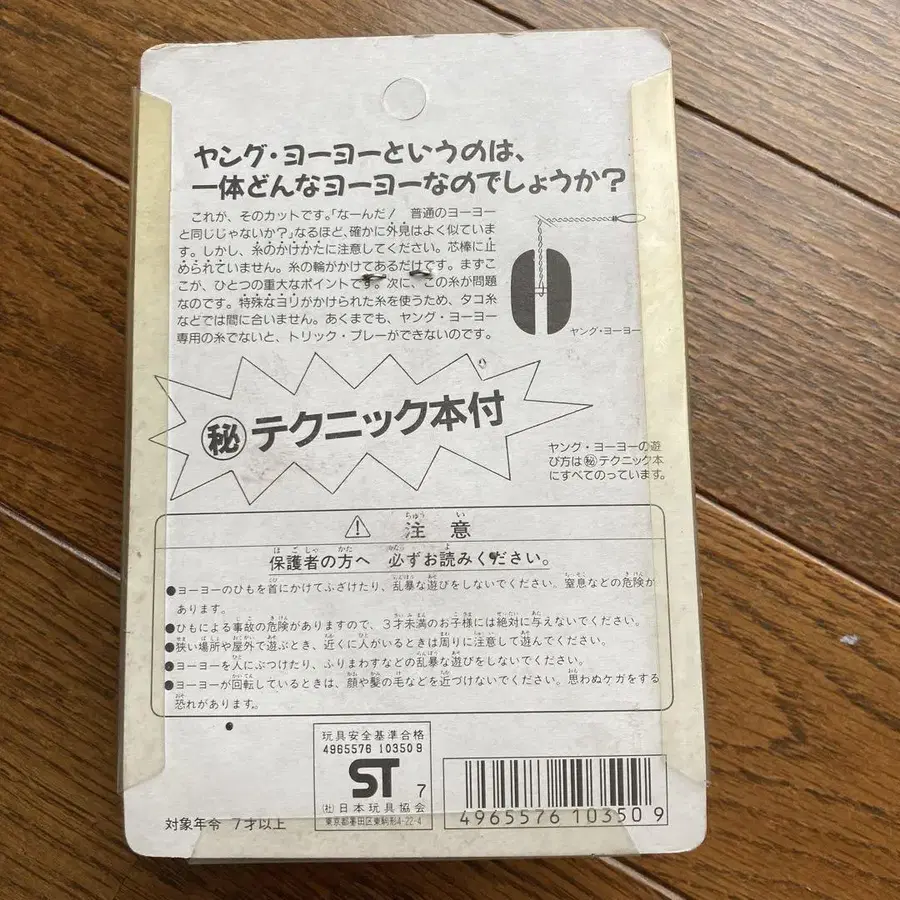 ヤング・ヨーヨーというのは、
一体どんなヨーヨーなのでしょうか?
これが、そのカットです。「なーんだ! 普通のヨーヨー
と同じじゃないか?」なるほど、確かに外見はよく似ていま
す。しかし、糸のかけかたに注意してください。芯棒に止
められていません。糸の輪がかけてあるだけです。まずこ
こが、ひとつの重大なポイントです。次に、この糸が問題
なのです。特殊なヨリがかけられた糸を使うため、タコ糸
などでは間に合いません。あくまでも、ヤング・ヨーヨー
専用の糸でないと、トリック・プレーができないのです。
ヤング・ヨーヨー
㊙テクニック本付
ヤング・ヨーヨーの遊
び方は㊙テクニック本
にすべてのっています。
⚠ 注意
保護者の方へ 必ずお読みください。
●ヨーヨーのひもを首にかけてふざけたり、乱暴な遊びをしないでください。窒息などの危険が
あります。
●ひもによる事故の危険がありますので、3才未満のお子様には絶対に与えないでください。
●狭い場所や屋外で遊ぶとき、近くに人がいるときは周りに注意して遊んでください。
●ヨーヨーを人にぶつけたり、ふりまわすなどの乱暴な遊びをしないでください。
●ヨーヨーが回転しているときは、顔や髪の毛などを近づけないでください。思わぬケガをする
恐れがあります。
対象年令 7才以上
玩具安全基準合格
4965576 103509
ST 7
(社)日本玩具協会
東京都墨田区東駒形4-22-4
4965576 103509